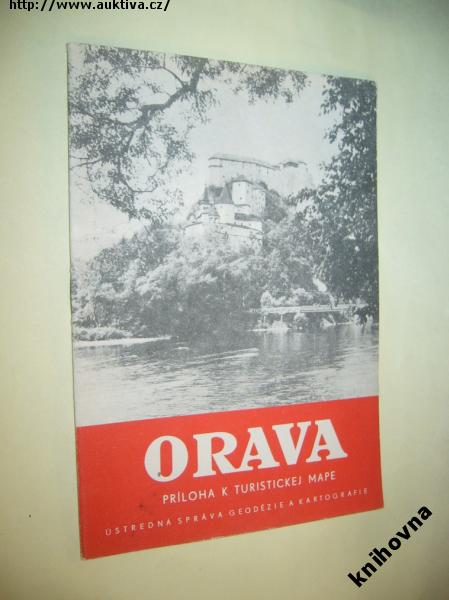 http://www.auktiva.cz/
ORAVA
PRÍLOHA K TURISTICKEJ MAPE
ÚSTREDNÁ SPRÁVA GEODÉZIE A KARTOGRAFIE
knihovna